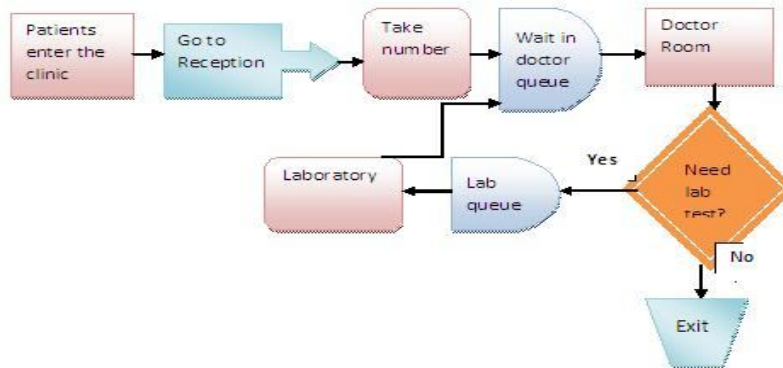 Patients
enter the
clinic
Go to
Reception
Take
number
Wait in
doctor
queue
Doctor
Room
Need
lab
test?
Yes
Lab
queue
Laboratory
No
Exit